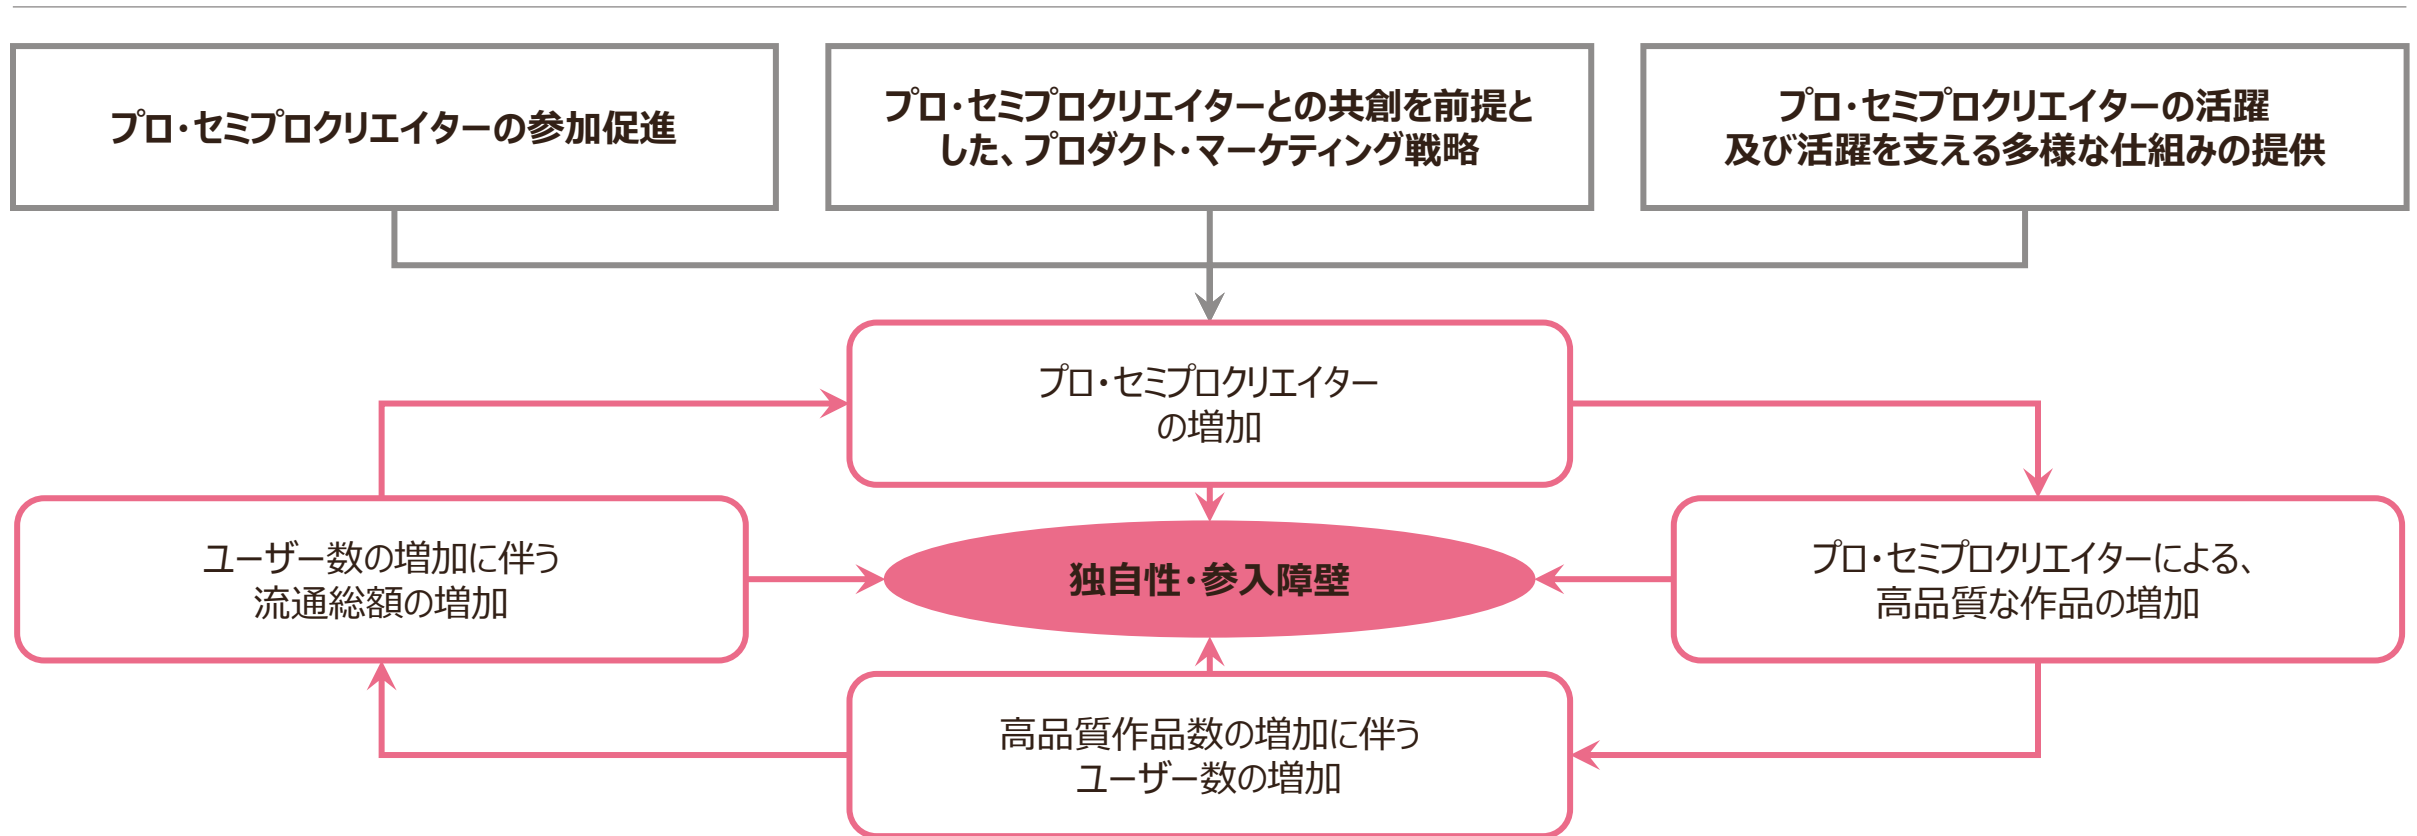 プロ・セミプロクリエイターの参加促進
プロ・セミプロクリエイターとの共創を前提と
した、プロダクト・マーケティング戦略
プロ・セミプロクリエイターの活躍
及び活躍を支える多様な仕組みの提供
プロ・セミプロクリエイター
の増加
ユーザー数の増加に伴う
流通総額の増加
独自性・参入障壁
プロ・セミプロクリエイターによる、
高品質な作品の増加
高品質作品数の増加に伴う
ユーザー数の増加